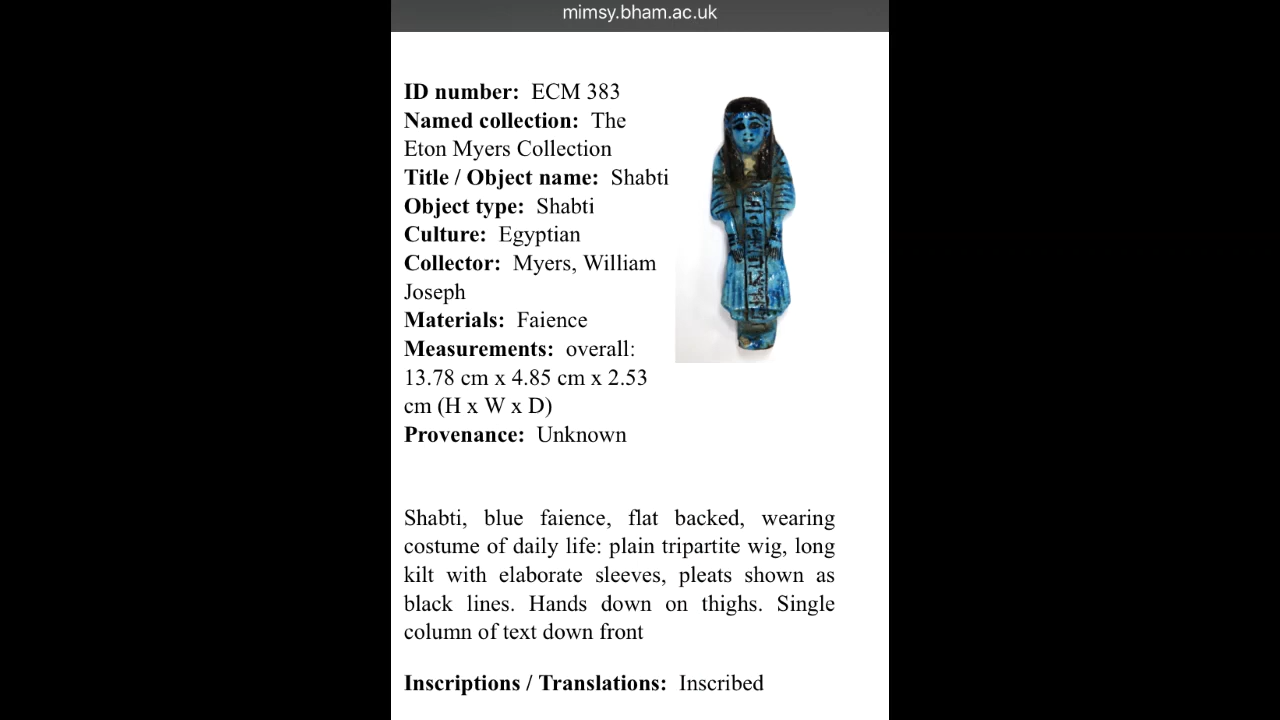 mimsy.bham.ac.uk
ID number: ECM 383
Named collection: The
Eton Myers Collection
Title / Object name: Shabti
Object type: Shabti
Culture: Egyptian
Collector: Myers, William
Joseph
Materials: Faience
Measurements: overall:
13.78 cm x 4.85 cm x 2.53
cm (H x W x D)
Provenance: Unknown
Shabti, blue faience, flat backed, wearing
costume of daily life: plain tripartite wig, long
kilt with elaborate sleeves, pleats shown as
black lines. Hands down on thighs. Single
column of text down front
Inscriptions / Translations: Inscribed